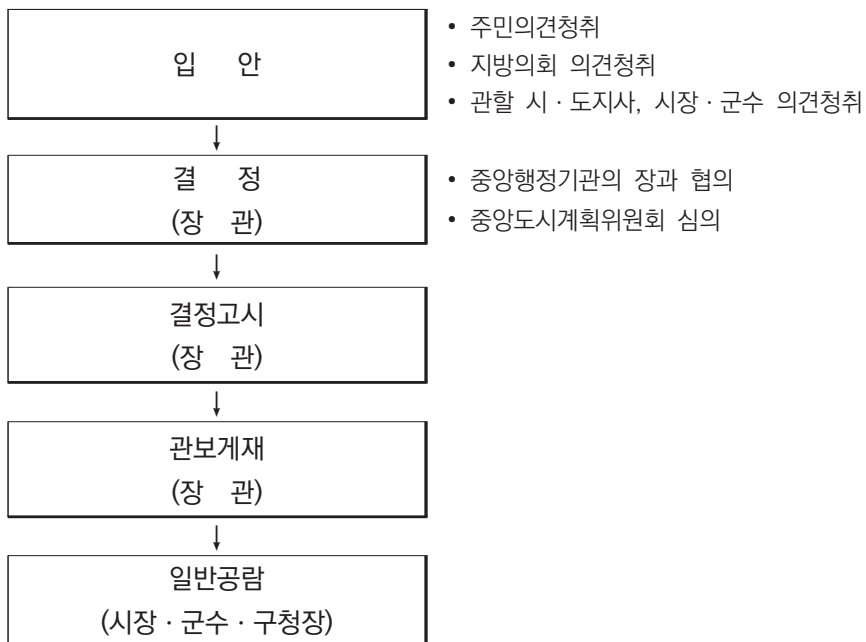 입 안
• 주민의견청취
• 지방의회 의견청취
• 관할 시 · 도지사, 시장 · 군수 의견청취
↓
결 정
(장 관)
• 중앙행정기관의 장과 협의
• 중앙도시계획위원회 심의
↓
결정고시
(장 관)
↓
관보게재
(장 관)
↓
일반공람
(시장 · 군수 · 구청장)